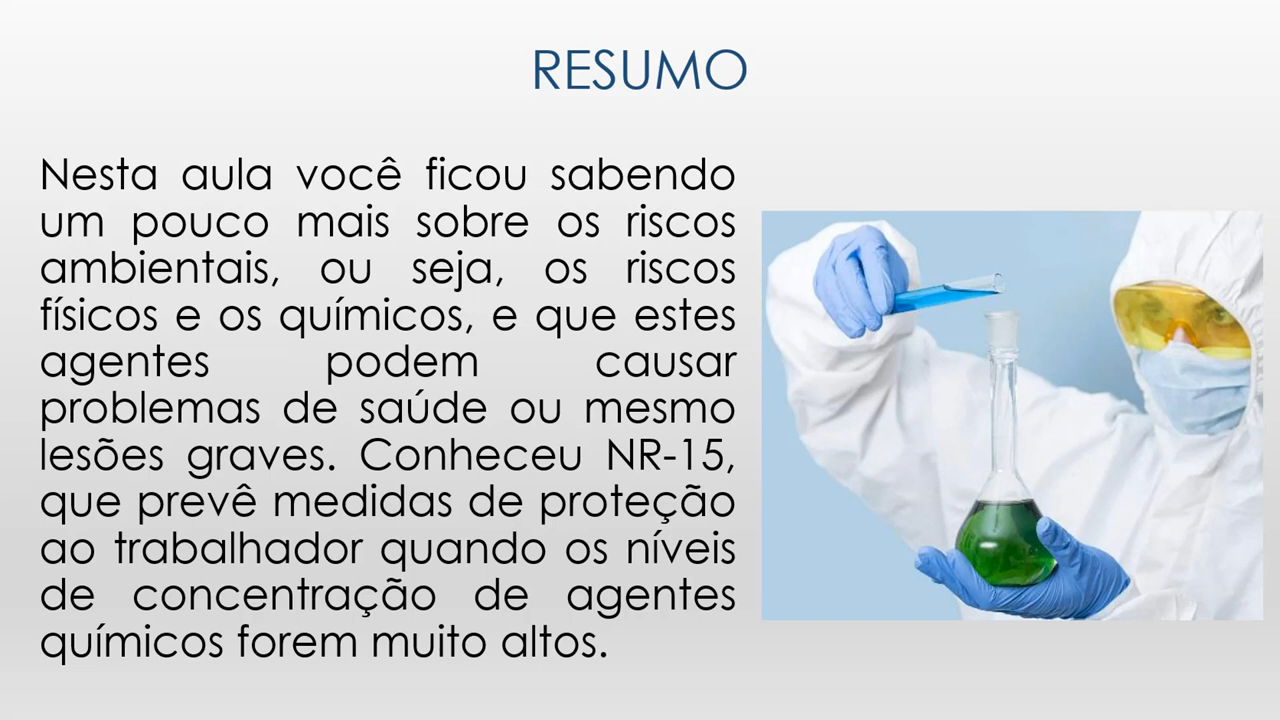 RESUMO
Nesta aula você ficou sabendo
um pouco mais sobre os riscos
ambientais, ou seja, os riscos
físicos e os químicos, e que estes
agentes podem causar
problemas de saúde ou mesmo
lesões graves. Conheceu NR-15,
que prevê medidas de proteção
ao trabalhador quando os níveis
de concentração de agentes
químicos forem muito altos.